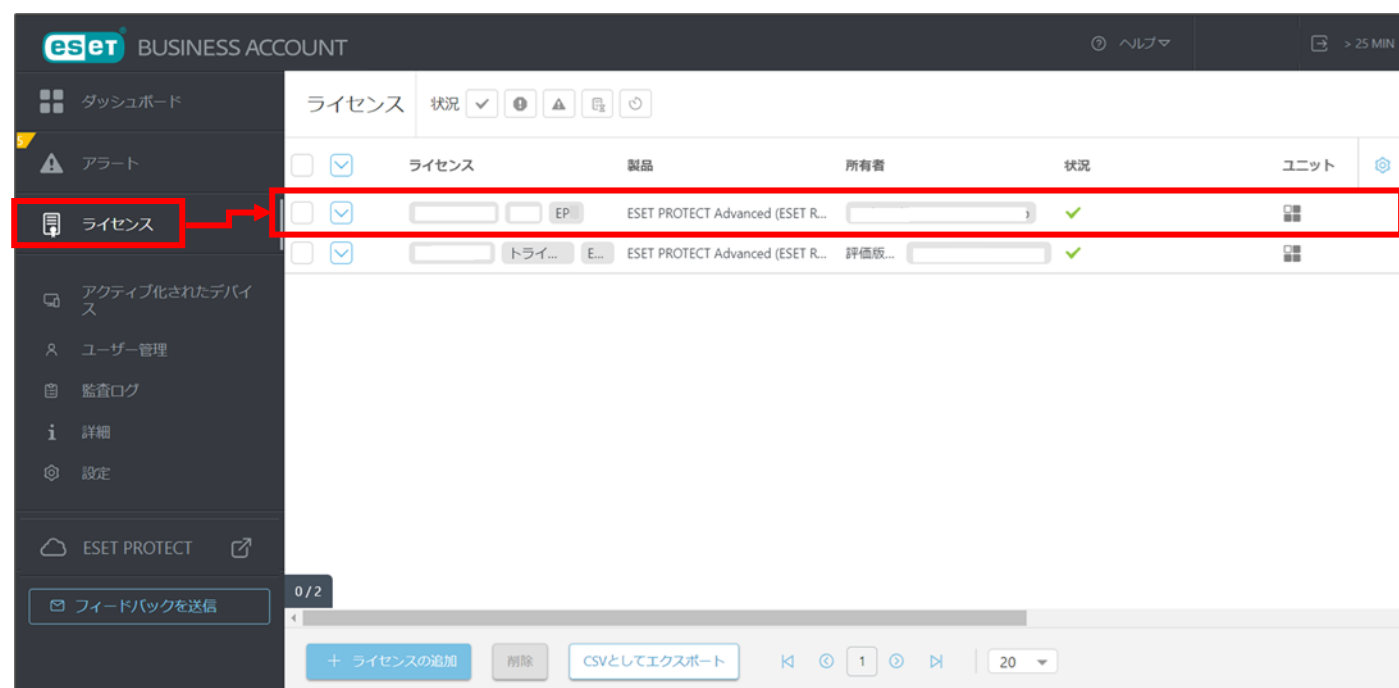 eset BUSINESS ACCOUNT
ヘルプ
> 25 MIN
ダッシュボード
5
アラート
ライセンス
アクティブ化されたデバイ
ス
ユーザー管理
監査ログ
詳細
設定
ESET PROTECT
フィードバックを送信
ライセンス 状況
ライセンス 製品 所有者 状況 ユニット
EP ESET PROTECT Advanced (ESET R...
トライ... E... ESET PROTECT Advanced (ESET R... 評価版...
0 / 2
+ ライセンスの追加 削除 CSVとしてエクスポート 1 20